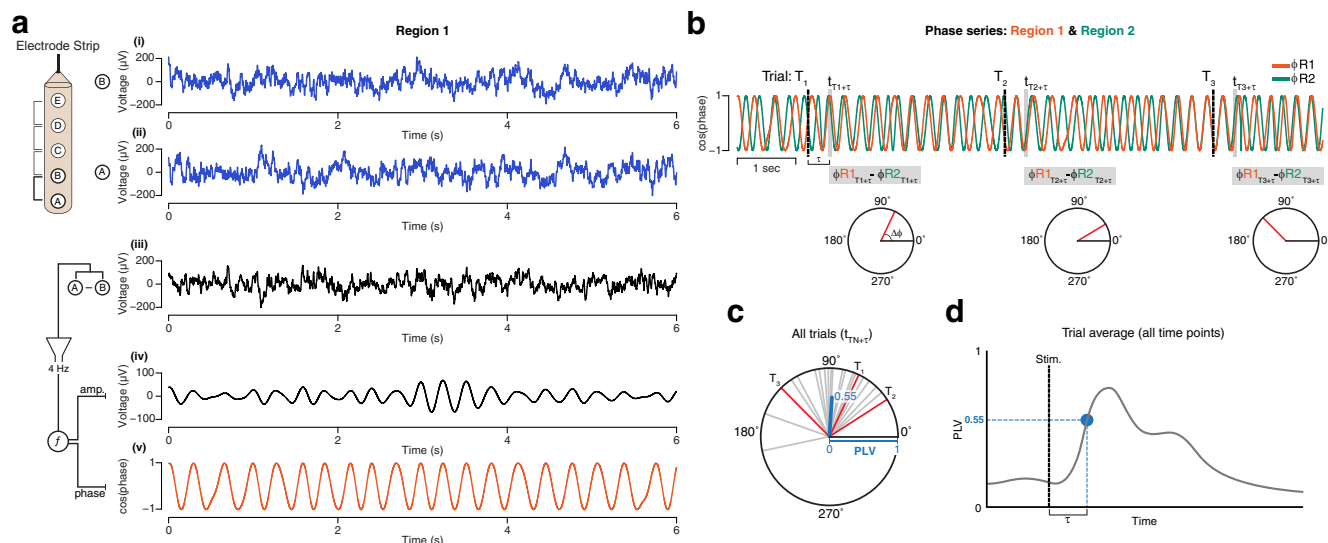 a
Electrode Strip
E
D
C
B
A
A – B
4 Hz
f
amp.
phase
Region 1
(i)
B
Voltage (µV)
200
0
−200
0 2 4 6
Time (s)
(ii)
A
Voltage (µV)
200
0
−200
0 2 4 6
Time (s)
(iii)
Voltage (µV)
200
0
−200
0 2 4 6
Time (s)
(iv)
Voltage (µV)
100
0
−100
0 2 4 6
Time (s)
(v)
cos(phase)
1
−1
0 2 4 6
Time (s)
b
Phase series: Region 1 & Region 2
ϕR1
ϕR2
Trial: T1 tT1+τ T2 tT2+τ T3 tT3+τ
cos(phase)
1
−1
1 sec
τ
ϕR1T1+τ-ϕR2T1+τ
ϕR1T2+τ-ϕR2T2+τ
ϕR1T3+τ-ϕR2T3+τ
90˚
180˚ Δϕ 0˚
270˚
90˚
180˚ 0˚
270˚
90˚
180˚ 0
270˚
c
All trials (tTN+τ)
90˚
T3 T1
0.55 T2
180˚ 0˚
0 PLV 1
270˚
d
Trial average (all time points)
1
Stim.
0.55
PLV
0
τ
Time